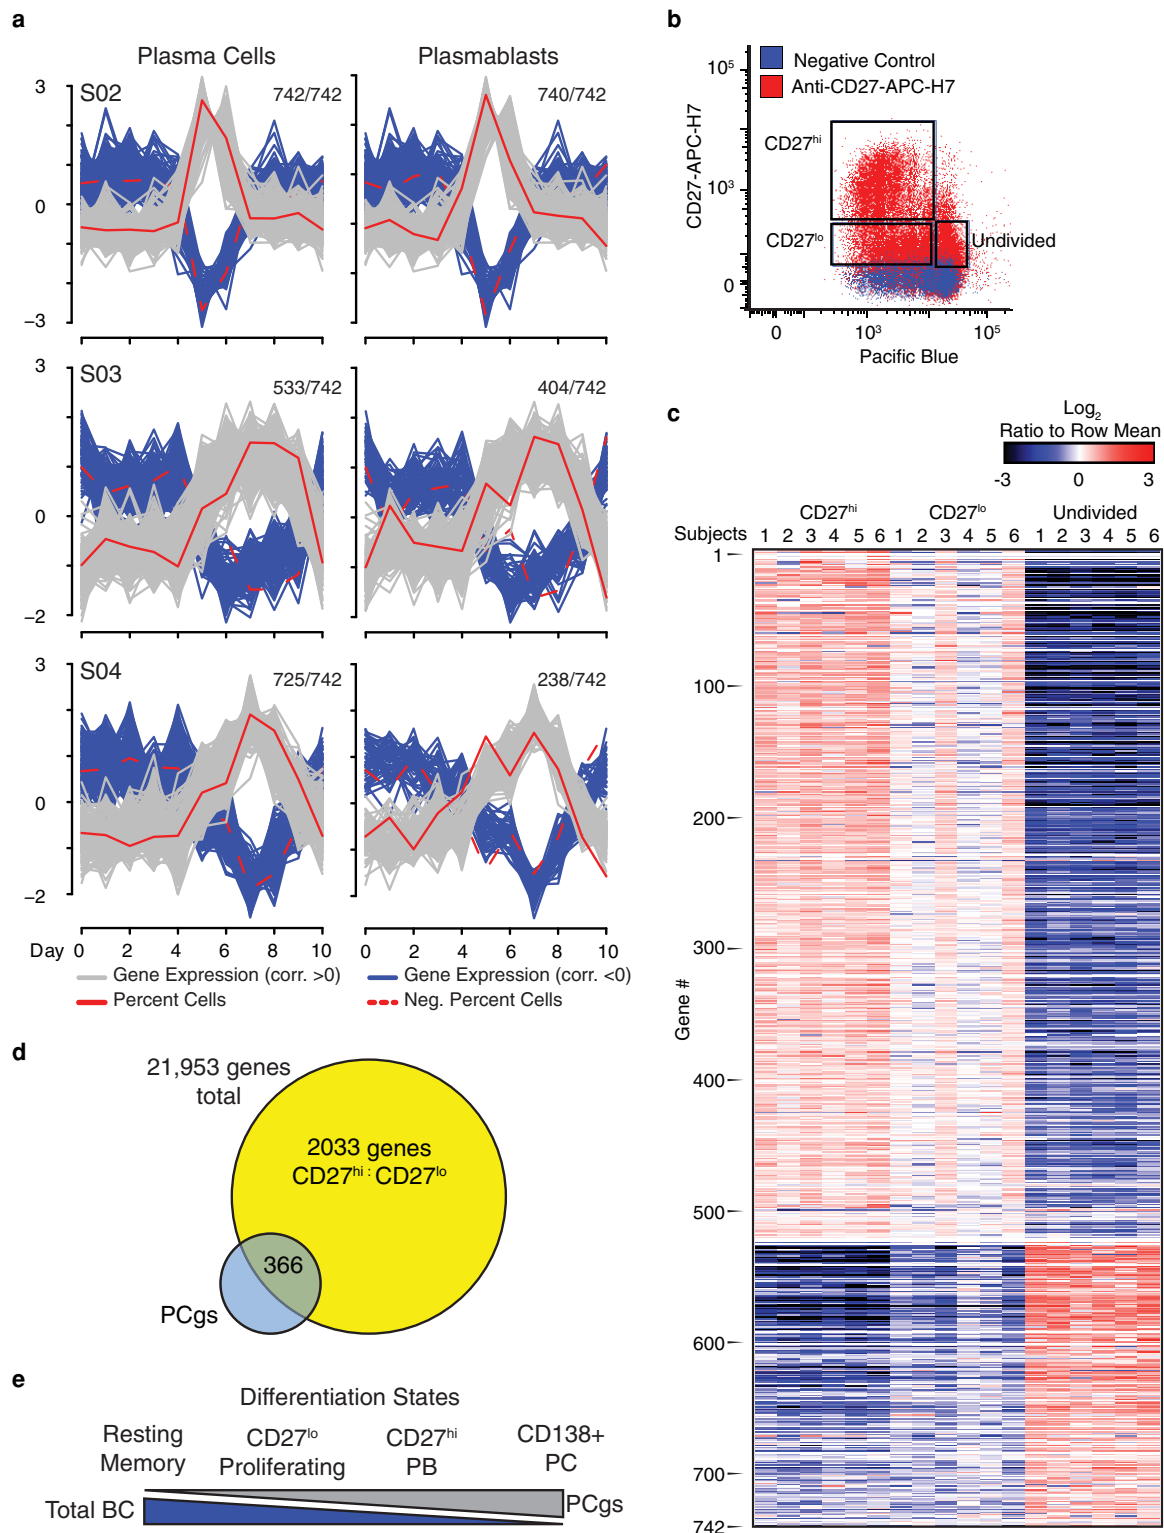 a
Plasma Cells
Plasmablasts
S02
742/742
740/742
3
0
−3
S03
533/742
404/742
3
0
−2
S04
725/742
238/742
3
0
−2
Day
0 2 4 6 8 10
0 2 4 6 8 10
Gene Expression (corr. >0)
Gene Expression (corr. <0)
Percent Cells
Neg. Percent Cells
b
Negative Control
Anti-CD27-APC-H7
CD27-APC-H7
10⁵
10³
0
CD27ʰⁱ
CD27ˡᵒ
Undivided
0 10³ 10⁵
Pacific Blue
c
Log₂
Ratio to Row Mean
-3 0 3
CD27ʰⁱ CD27ˡᵒ Undivided
Subjects 1 2 3 4 5 6 1 2 3 4 5 6 1 2 3 4 5 6
Gene #
1
100
200
300
400
500
600
700
742
d
21,953 genes
total
2033 genes
CD27ʰⁱ : CD27ˡᵒ
366
PCgs
e
Differentiation States
Resting
Memory
CD27ˡᵒ
Proliferating
CD27ʰⁱ
PB
CD138+
PC
Total BC
PCgs